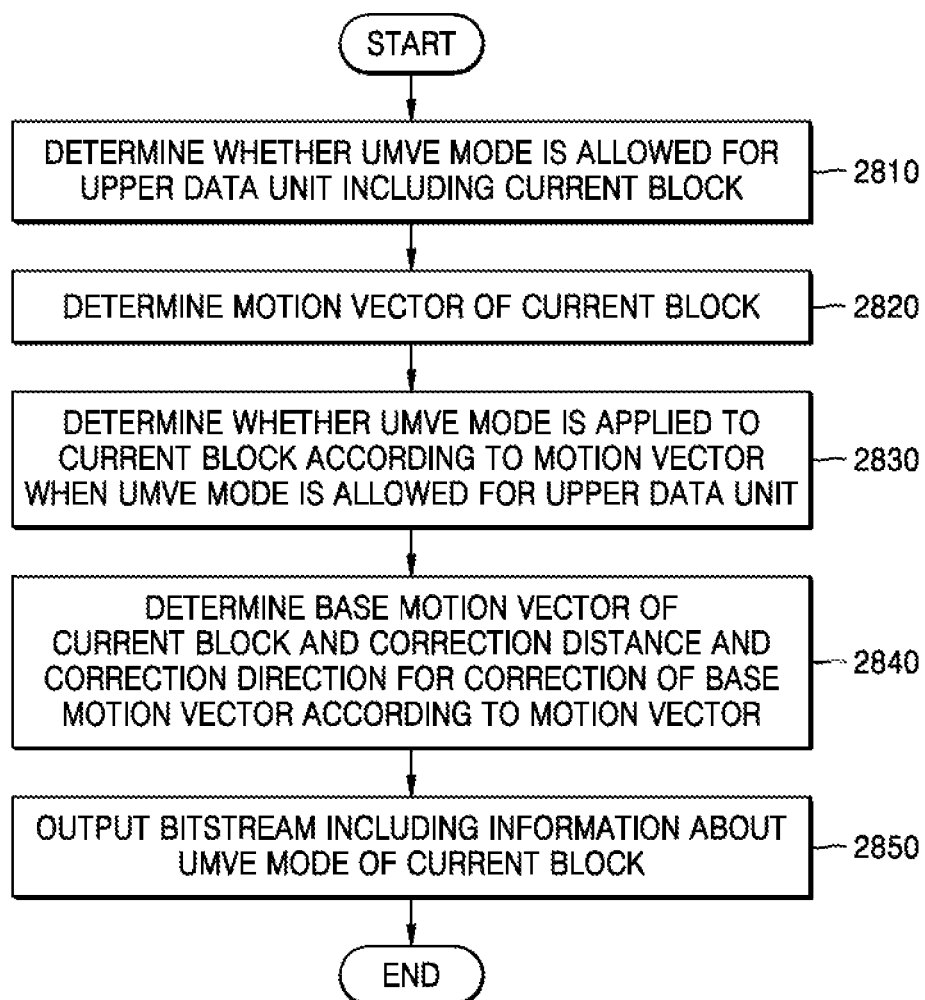 START
DETERMINE WHETHER UMVE MODE IS ALLOWED FOR
UPPER DATA UNIT INCLUDING CURRENT BLOCK
2810
DETERMINE MOTION VECTOR OF CURRENT BLOCK
2820
DETERMINE WHETHER UMVE MODE IS APPLIED TO
CURRENT BLOCK ACCORDING TO MOTION VECTOR
WHEN UMVE MODE IS ALLOWED FOR UPPER DATA UNIT
2830
DETERMINE BASE MOTION VECTOR OF
CURRENT BLOCK AND CORRECTION DISTANCE AND
CORRECTION DIRECTION FOR CORRECTION OF BASE
MOTION VECTOR ACCORDING TO MOTION VECTOR
2840
OUTPUT BITSTREAM INCLUDING INFORMATION ABOUT
UMVE MODE OF CURRENT BLOCK
2850
END